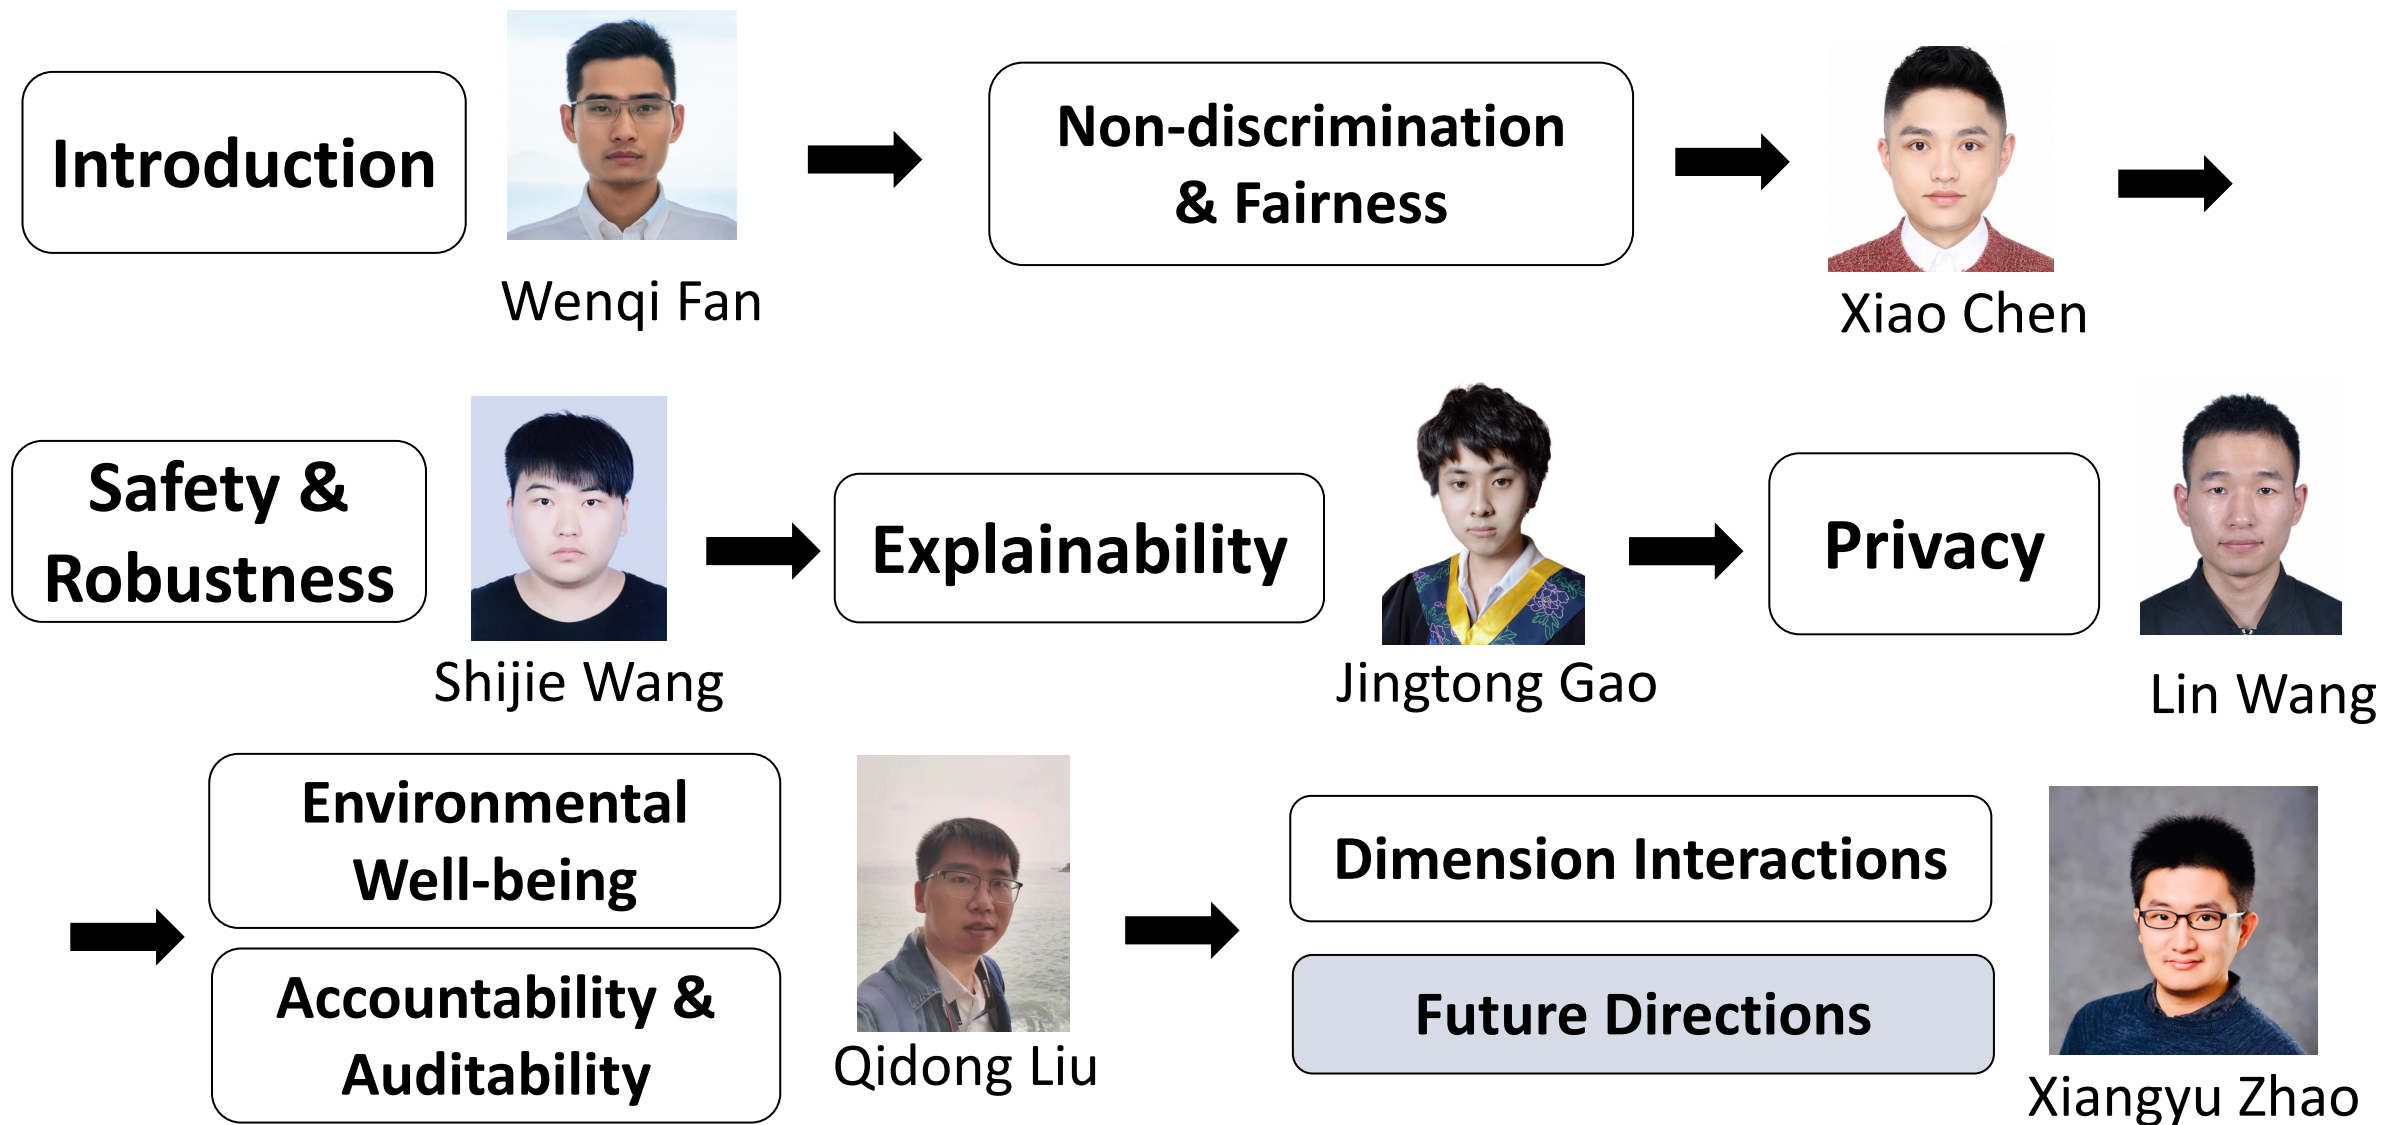 Introduction
Wenqi Fan
Non-discrimination
& Fairness
Xiao Chen
Safety &
Robustness
Shijie Wang
Explainability
Jingtong Gao
Privacy
Lin Wang
Environmental
Well-being
Accountability &
Auditability
Qidong Liu
Dimension Interactions
Future Directions
Xiangyu Zhao